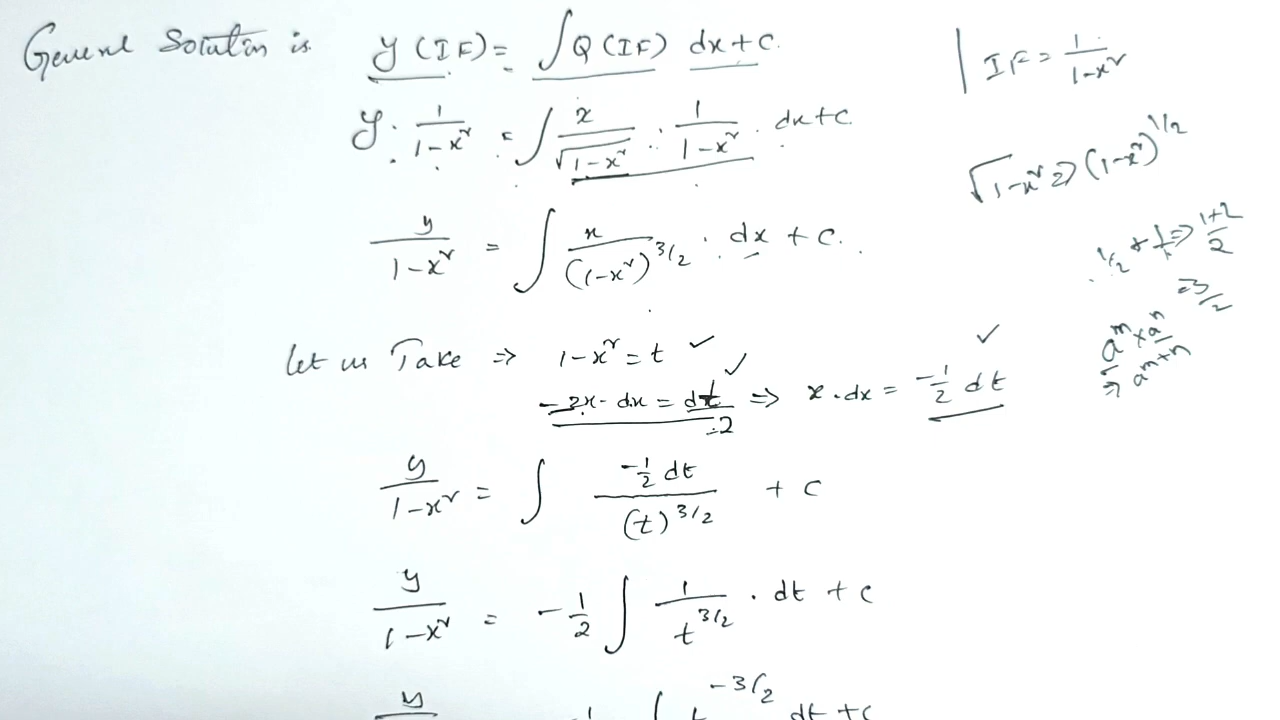 General Solution is y (IF) = ∫ Q (IF) dx + c.
| IF = 1/(1-x²)
y · 1/(1-x²) = ∫ x/√(1-x²) · 1/(1-x²) · dx + c.
√(1-x²) ⇒ (1-x²)^(1/2)
y/(1-x²) = ∫ x/(1-x²)^(3/2) · dx + c.
1/2 + 1 ⇒ (1+2)/2
⇒ 3/2
a^m × a^n
⇒ a^(m+n)
let us Take ⇒ 1-x² = t ✓
-2x · dx = dt/-2 ✓ ⇒ x · dx = -1/2 dt ✓
y/(1-x²) = ∫ (-1/2 dt)/(t)^(3/2) + c
y/(1-x²) = -1/2 ∫ 1/t^(3/2) · dt + c
y t^(-3/2) dt + c